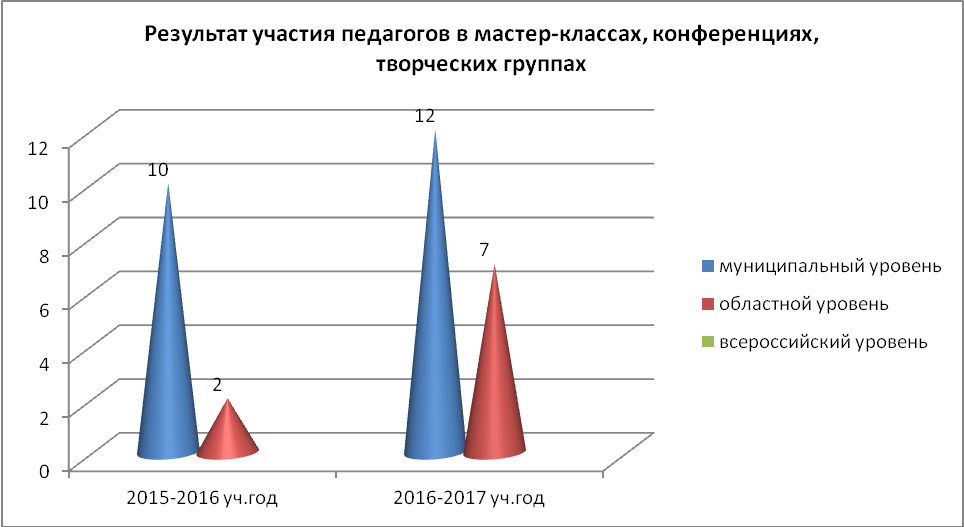 Результат участия педагогов в мастер-классах, конференциях,
творческих группах
12
10
8
6
4
2
0
10
2
12
7
2015-2016 уч.год
2016-2017 уч.год
муниципальный уровень
областной уровень
всероссийский уровень